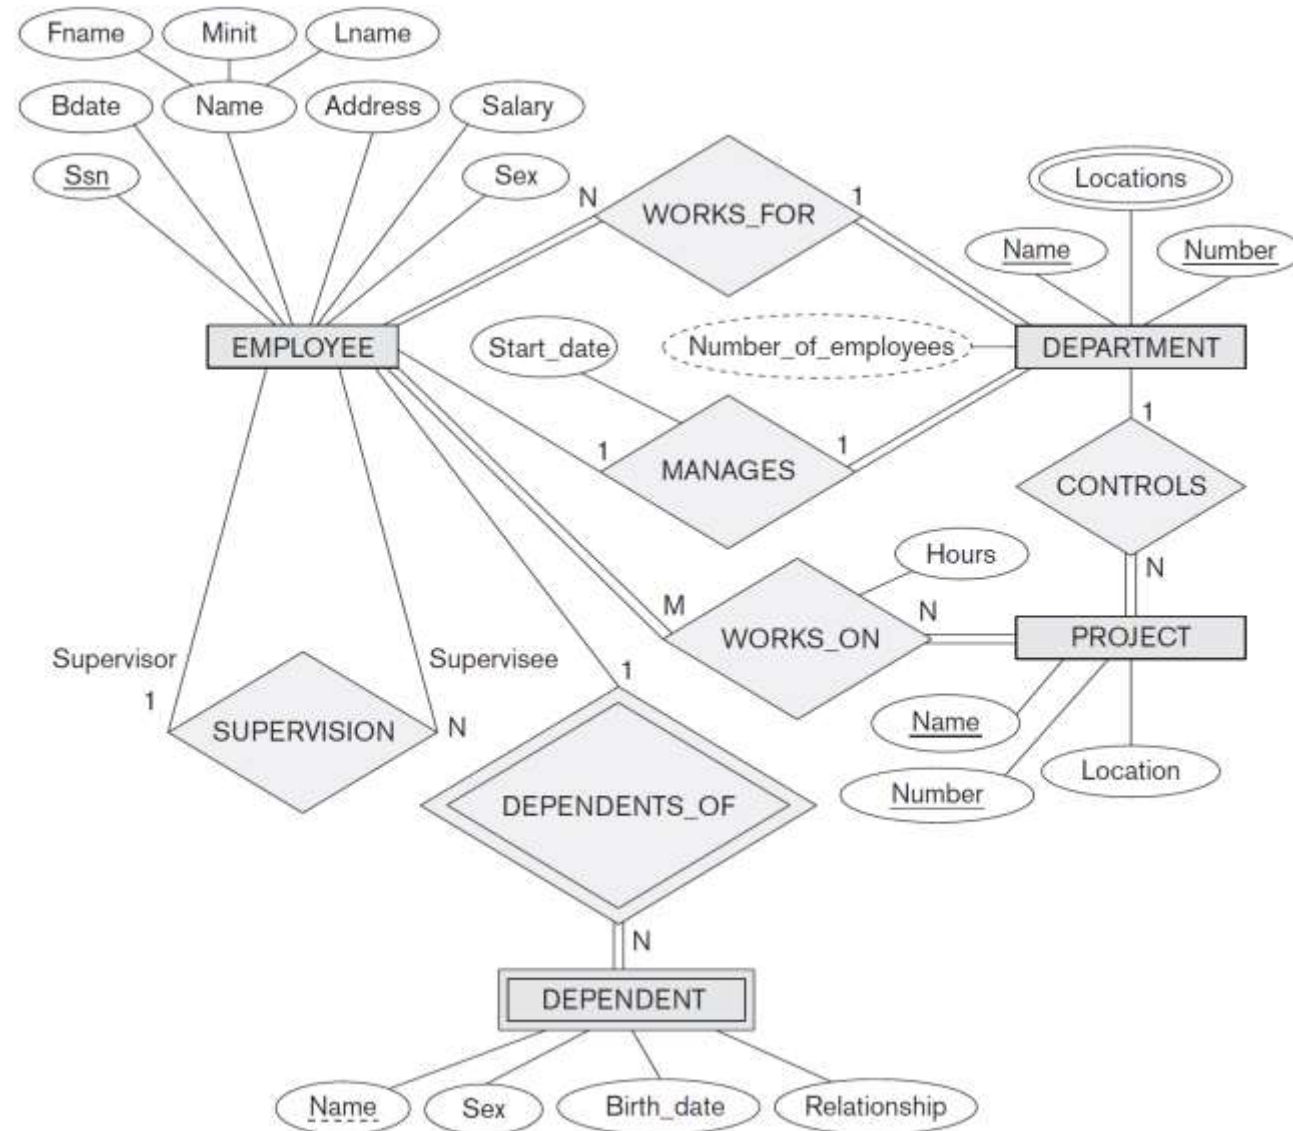 Fname
Minit
Lname
Bdate
Name
Address
Salary
Ssn
Sex
N
WORKS_FOR
1
Locations
Name
Number
EMPLOYEE
Start_date
Number_of_employees
DEPARTMENT
1
MANAGES
1
1
CONTROLS
N
Hours
M
WORKS_ON
N
PROJECT
Supervisor
1
Supervisee
N
SUPERVISION
1
Name
Number
Location
DEPENDENTS_OF
N
DEPENDENT
Name
Sex
Birth_date
Relationship